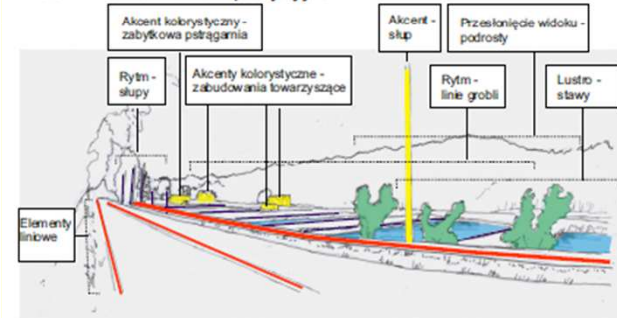 Akcent kolorystyczny -
zabytkowa pstrągarnia
Akcent -
słup
Przesłonięcie widoku -
podrosty
Rytm -
słupy
Akcenty kolorystyczne -
zabudowania towarzyszące
Rytm -
linie grobli
Lustro -
stawy
Elementy
liniowe